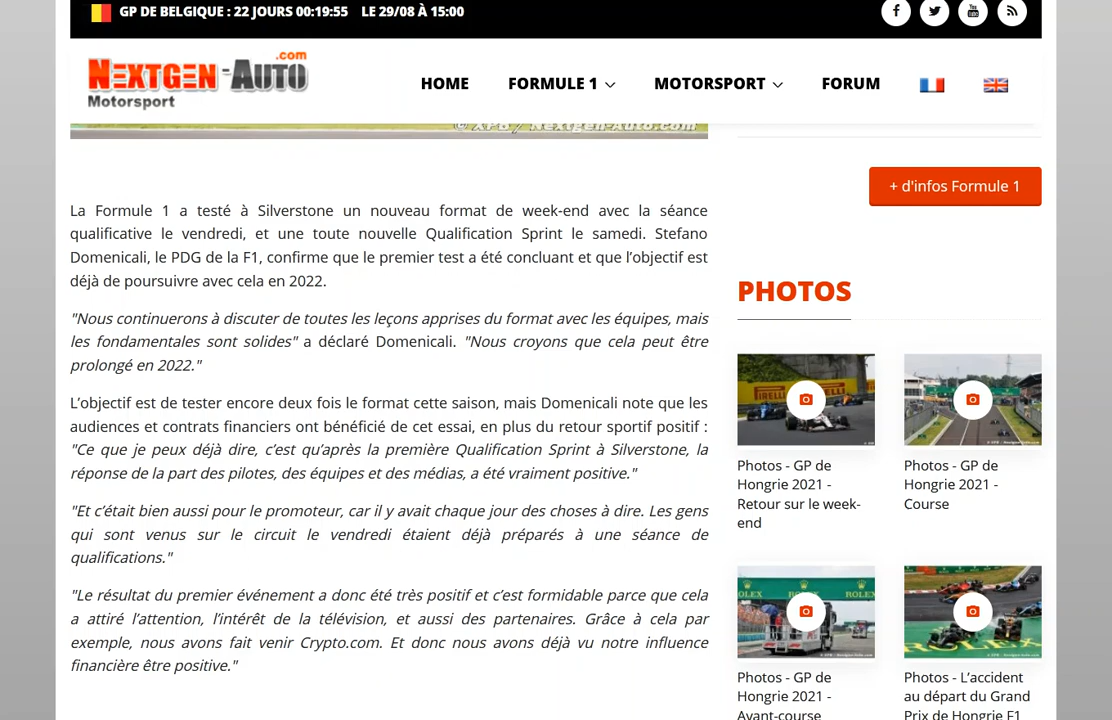 GP DE BELGIQUE : 22 JOURS 00:19:55 LE 29/08 À 15:00
NEXTGEN-AUTO .com
Motorsport
HOME FORMULE 1 MOTORSPORT FORUM
© XPB / Nextgen-Auto.com
+ d'infos Formule 1
La Formule 1 a testé à Silverstone un nouveau format de week-end avec la séance
qualificative le vendredi, et une toute nouvelle Qualification Sprint le samedi. Stefano
Domenicali, le PDG de la F1, confirme que le premier test a été concluant et que l’objectif est
déjà de poursuivre avec cela en 2022.
"Nous continuerons à discuter de toutes les leçons apprises du format avec les équipes, mais
les fondamentales sont solides" a déclaré Domenicali. "Nous croyons que cela peut être
prolongé en 2022."
L’objectif est de tester encore deux fois le format cette saison, mais Domenicali note que les
audiences et contrats financiers ont bénéficié de cet essai, en plus du retour sportif positif :
"Ce que je peux déjà dire, c’est qu’après la première Qualification Sprint à Silverstone, la
réponse de la part des pilotes, des équipes et des médias, a été vraiment positive."
"Et c’était bien aussi pour le promoteur, car il y avait chaque jour des choses à dire. Les gens
qui sont venus sur le circuit le vendredi étaient déjà préparés à une séance de
qualifications."
"Le résultat du premier événement a donc été très positif et c’est formidable parce que cela
a attiré l’attention, l’intérêt de la télévision, et aussi des partenaires. Grâce à cela par
exemple, nous avons fait venir Crypto.com. Et donc nous avons déjà vu notre influence
financière être positive."
PHOTOS
PIRELLI
Photos - GP de
Hongrie 2021 -
Retour sur le week-
end
Photos - GP de
Hongrie 2021 -
Course
ROLEX
ROLEX
Photos - GP de
Hongrie 2021 -
Avant-course
ROLEX
Photos - L’accident
au départ du Grand
Prix de Hongrie F1